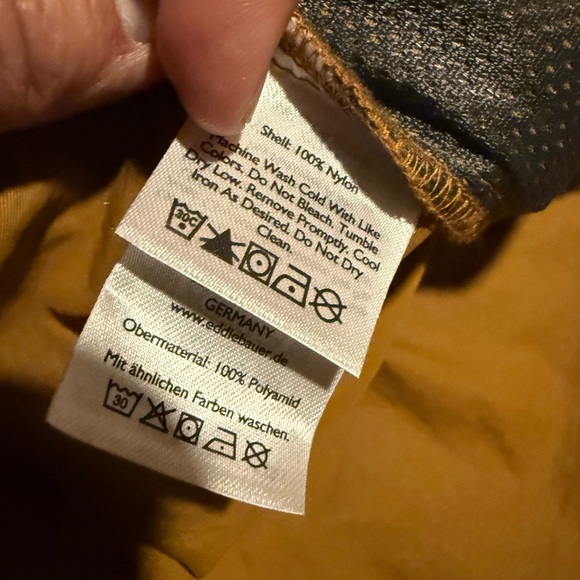 Shell: 100% Nylon
Machine Wash Cold With Like
Colors. Do Not Bleach. Tumble
Dry Low. Remove Promptly, Cool
Iron As Desired. Do Not Dry
Clean.
30C
GERMANY
www.eddiebauer.de
Obermaterial: 100% Polyamid
Mit ähnlichen Farben waschen.
30